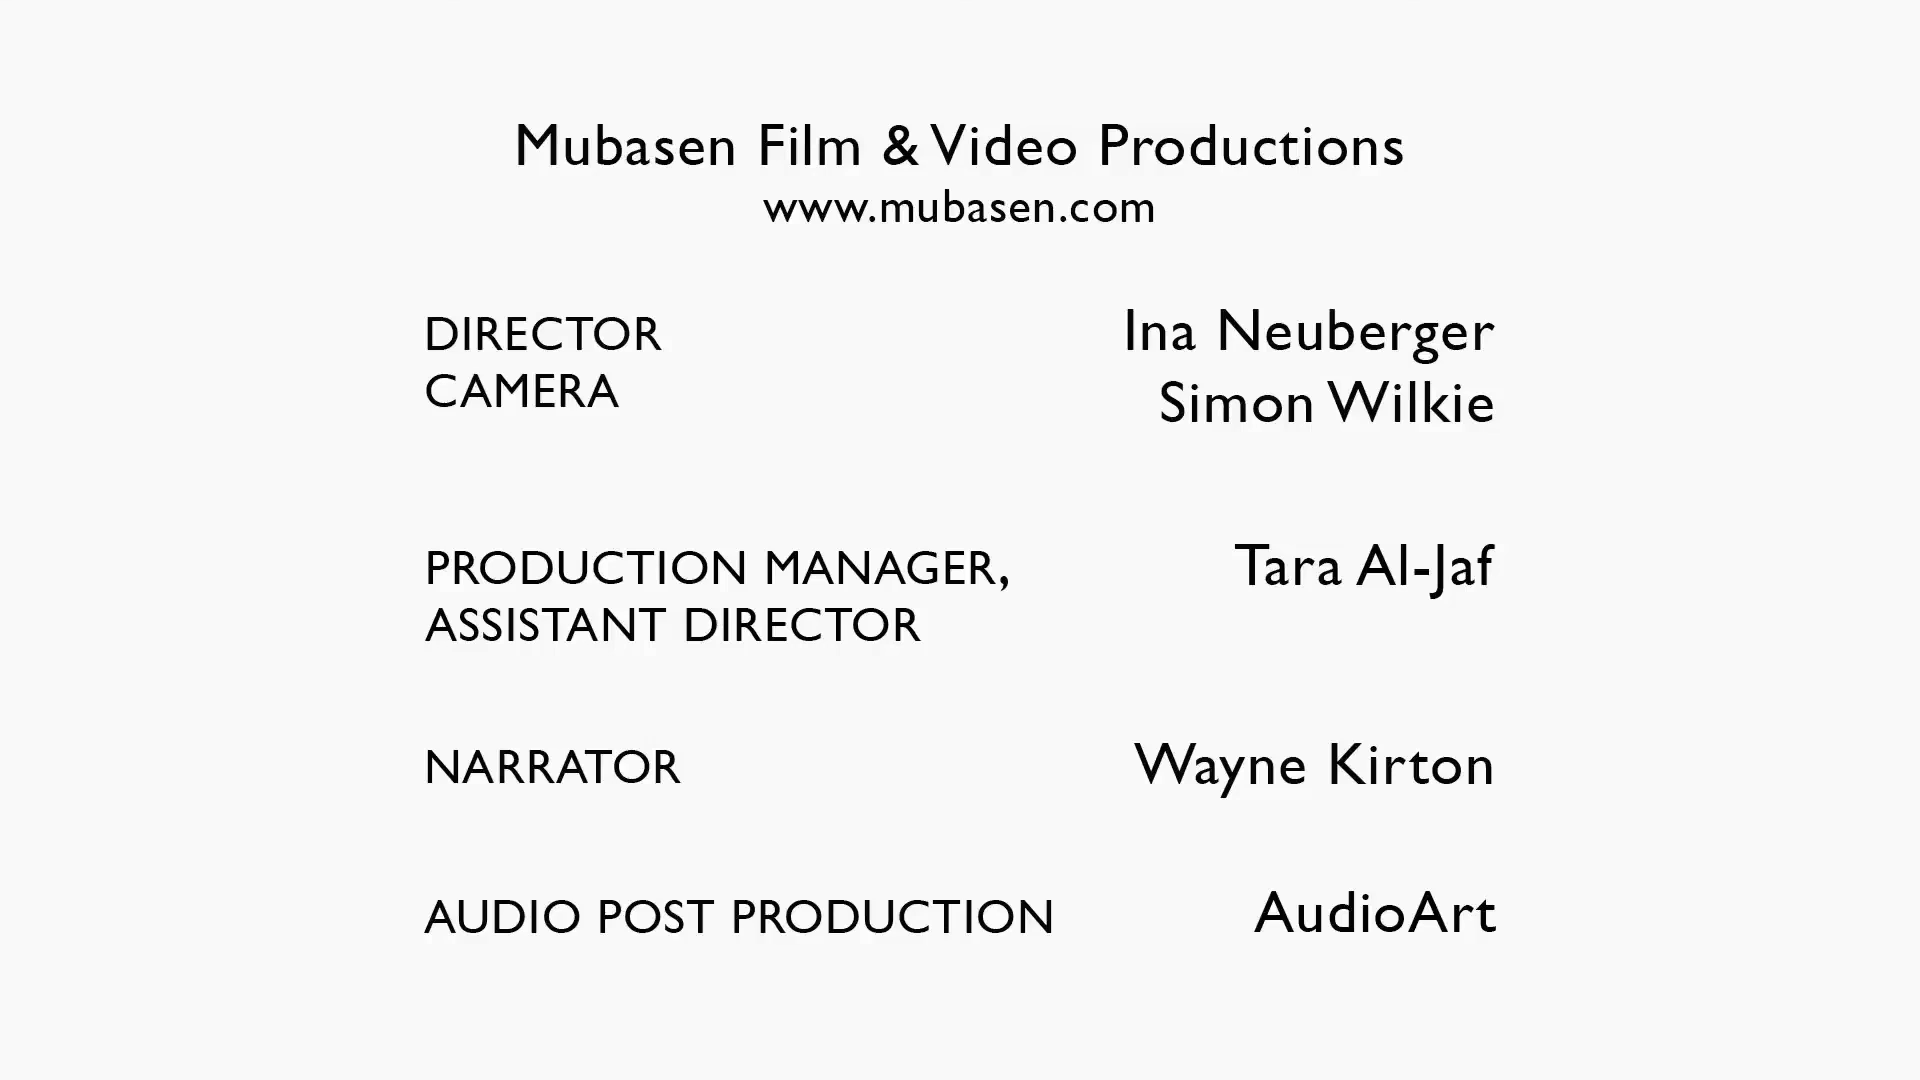 Mubasen Film & Video Productions
www.mubasen.com
DIRECTOR Ina Neuberger
CAMERA Simon Wilkie
PRODUCTION MANAGER, Tara Al-Jaf
ASSISTANT DIRECTOR
NARRATOR Wayne Kirton
AUDIO POST PRODUCTION AudioArt